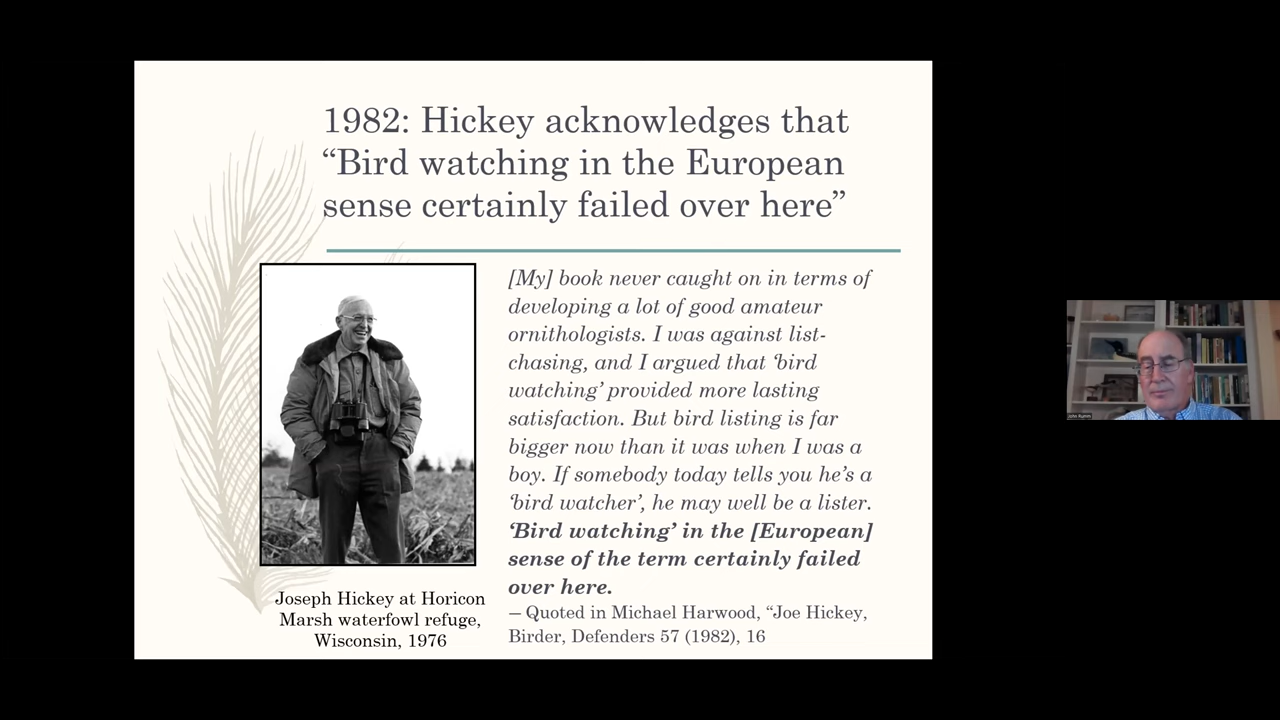 1982: Hickey acknowledges that
“Bird watching in the European
sense certainly failed over here”
[My] book never caught on in terms of
developing a lot of good amateur
ornithologists. I was against list-
chasing, and I argued that ‘bird
watching’ provided more lasting
satisfaction. But bird listing is far
bigger now than it was when I was a
boy. If somebody today tells you he’s a
‘bird watcher’, he may well be a lister.
‘Bird watching’ in the [European]
sense of the term certainly failed
over here.
– Quoted in Michael Harwood, “Joe Hickey,
Birder, Defenders 57 (1982), 16
Joseph Hickey at Horicon
Marsh waterfowl refuge,
Wisconsin, 1976
John Rumm